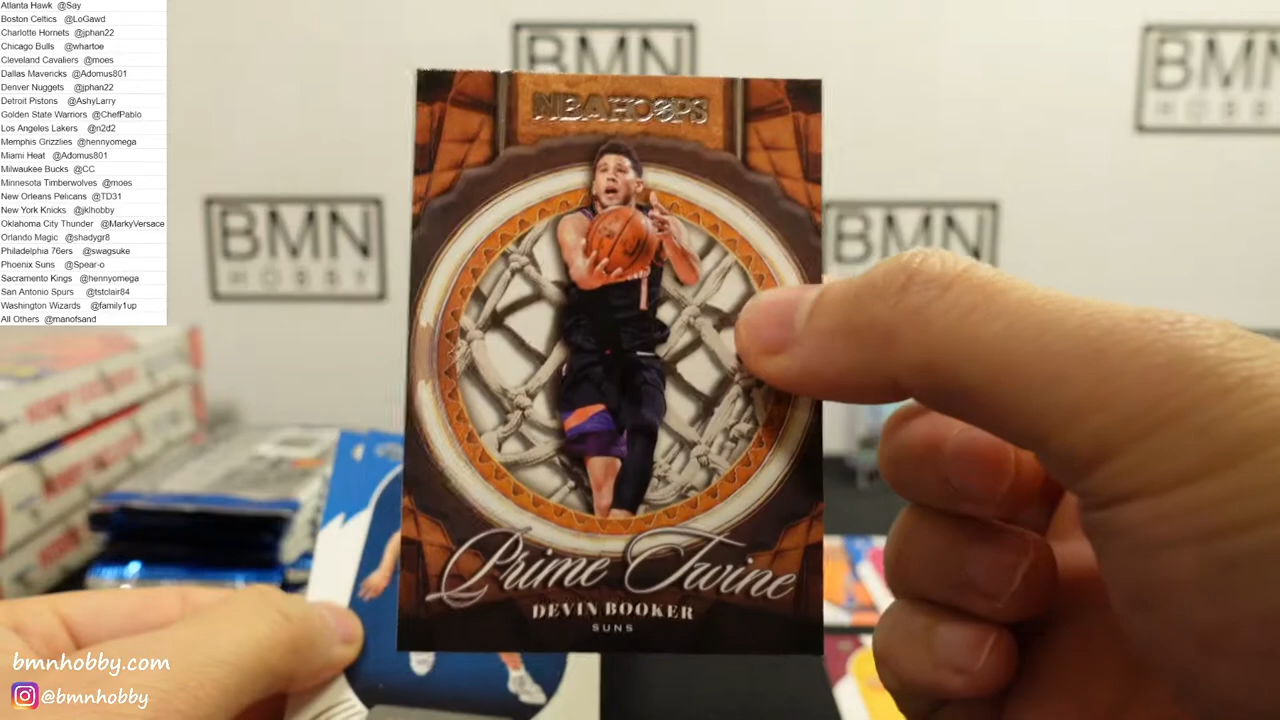 Atlanta Hawk @Say
Boston Celtics @LoGawd
Charlotte Hornets @jphan22
Chicago Bulls @whartoe
Cleveland Cavaliers @moes
Dallas Mavericks @Adomus801
Denver Nuggets @jphan22
Detroit Pistons @AshyLarry
Golden State Warriors @ChefPablo
Los Angeles Lakers @n2d2
Memphis Grizzlies @hennyomega
Miami Heat @Adomus801
Milwaukee Bucks @CC
Minnesota Timberwolves @moes
New Orleans Pelicans @TD31
New York Knicks @jklhobby
Oklahoma City Thunder @MarkyVersace
Orlando Magic @shadygr8
Philadelphia 76ers @swagsuke
Phoenix Suns @Spear-o
Sacramento Kings @hennyomega
San Antonio Spurs @tstclair84
Washington Wizards @family1up
All Others @manofsand
BMN
BMN
HOBBY
BMN
HOBBY
BMN
HOBBY
NBA HOOPS
1
Prime Twine
DEVIN BOOKER
SUNS
bmnhobby.com
@bmnhobby